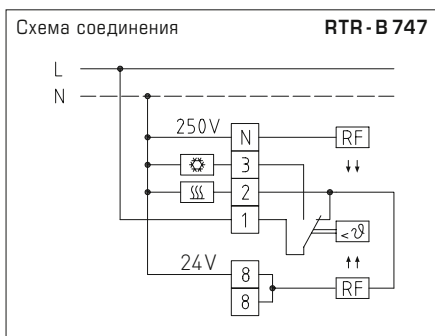 Схема соединения RTR-B 747
L
N
250V N RF
3
2
1 <ϑ
24V 8
8 RF